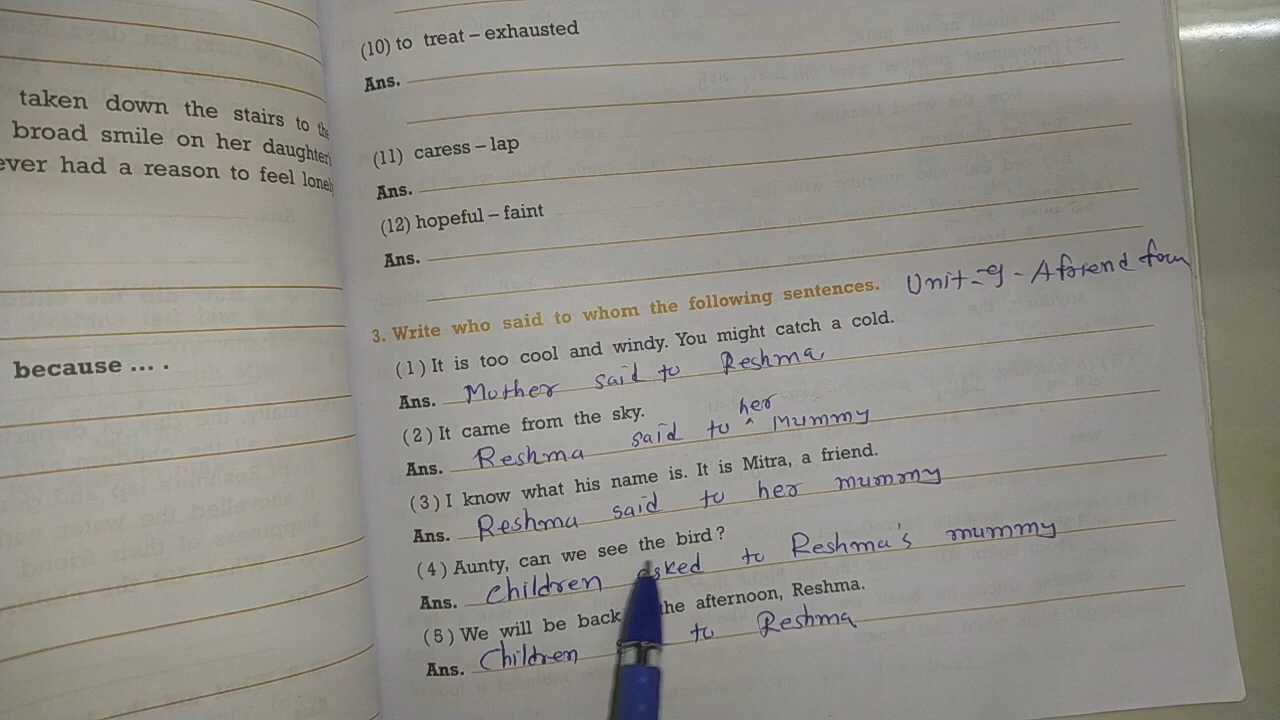 taken down the stairs to the
broad smile on her daughter's
ever had a reason to feel lonely
because ... .
(10) to treat – exhausted
Ans.
(11) caress – lap
Ans.
(12) hopeful – faint
Ans.
3. Write who said to whom the following sentences. Unit-9 - A
(1) It is too cool and windy. You might catch a cold.
Ans. Mother said to Reshma
(2) It came from the sky.
Ans. Reshma said to her mummy
(3) I know what his name is. It is Mitra, a friend.
Ans. Reshma said to her mummy
(4) Aunty, can we see the bird?
Ans. Children asked to Reshma's mummy
(5) We will be back the afternoon, Reshma.
Ans. Children to Reshma